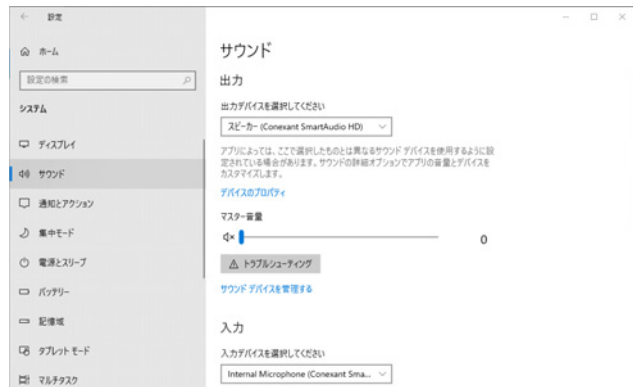 設定
ホーム
設定の検索
システム
ディスプレイ
サウンド
通知とアクション
集中モード
電源とスリープ
バッテリー
記憶域
タブレット モード
マルチタスク
サウンド
出力
出力デバイスを選択してください
スピーカー (Conexant SmartAudio HD)
アプリによっては、ここで選択したものとは異なるサウンド デバイスを使用するように設
定されている場合があります。サウンドの詳細オプションでアプリの音量とデバイスを
カスタマイズします。
デバイスのプロパティ
マスター音量
0
トラブルシューティング
サウンド デバイスを管理する
入力
入力デバイスを選択してください
Internal Microphone (Conexant Sma...